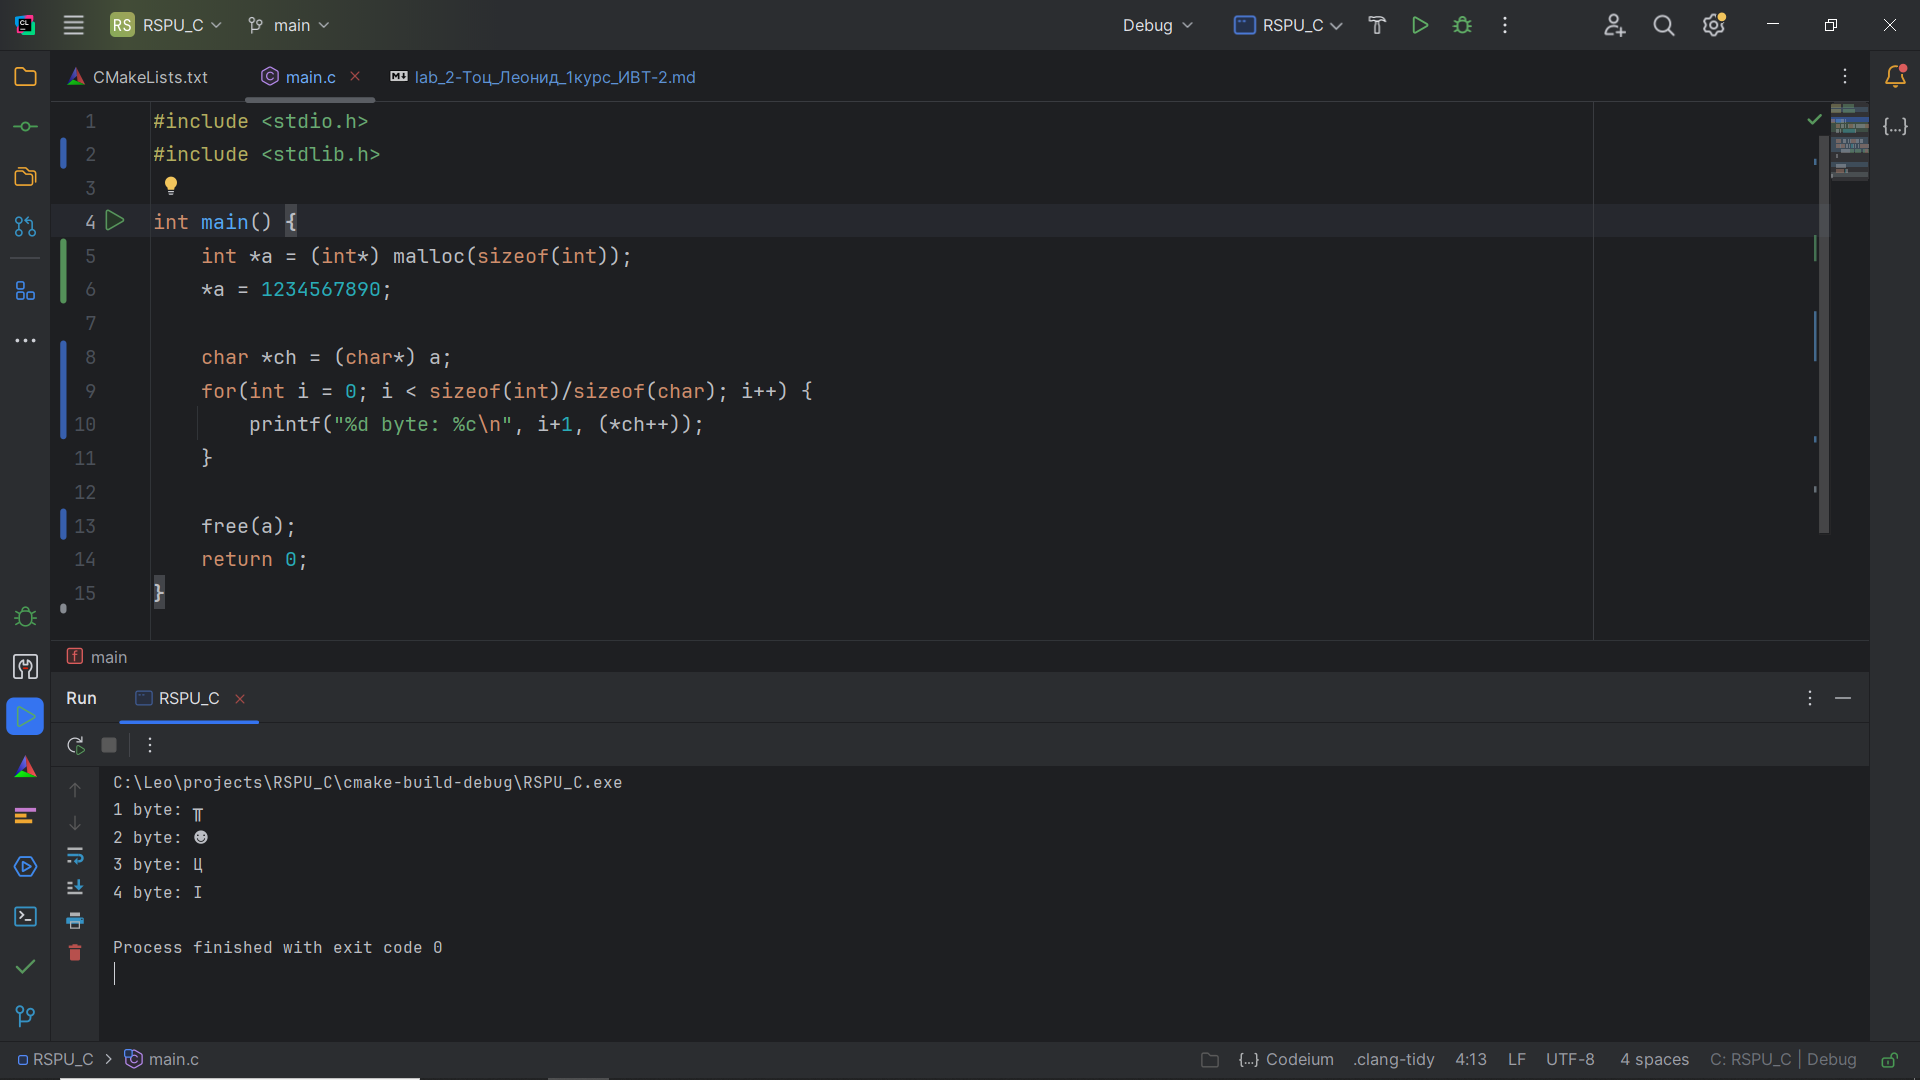 RS RSPU_C main Debug RSPU_C
CMakeLists.txt main.c lab_2-Тоц_Леонид_1курс_ИВТ-2.md
1 #include <stdio.h>
2 #include <stdlib.h>
3
4 int main() {
5 int *a = (int*) malloc(sizeof(int));
6 *a = 1234567890;
7
8 char *ch = (char*) a;
9 for(int i = 0; i < sizeof(int)/sizeof(char); i++) {
10 printf("%d byte: %c\n", i+1, (*ch++));
11 }
12
13 free(a);
14 return 0;
15 }
f main
Run RSPU_C
C:\Leo\projects\RSPU_C\cmake-build-debug\RSPU_C.exe
1 byte: ╥
2 byte: ☻
3 byte: Ц
4 byte: I
Process finished with exit code 0
RSPU_C > main.c {...} Codeium .clang-tidy 4:13 LF UTF-8 4 spaces C: RSPU_C | Debug